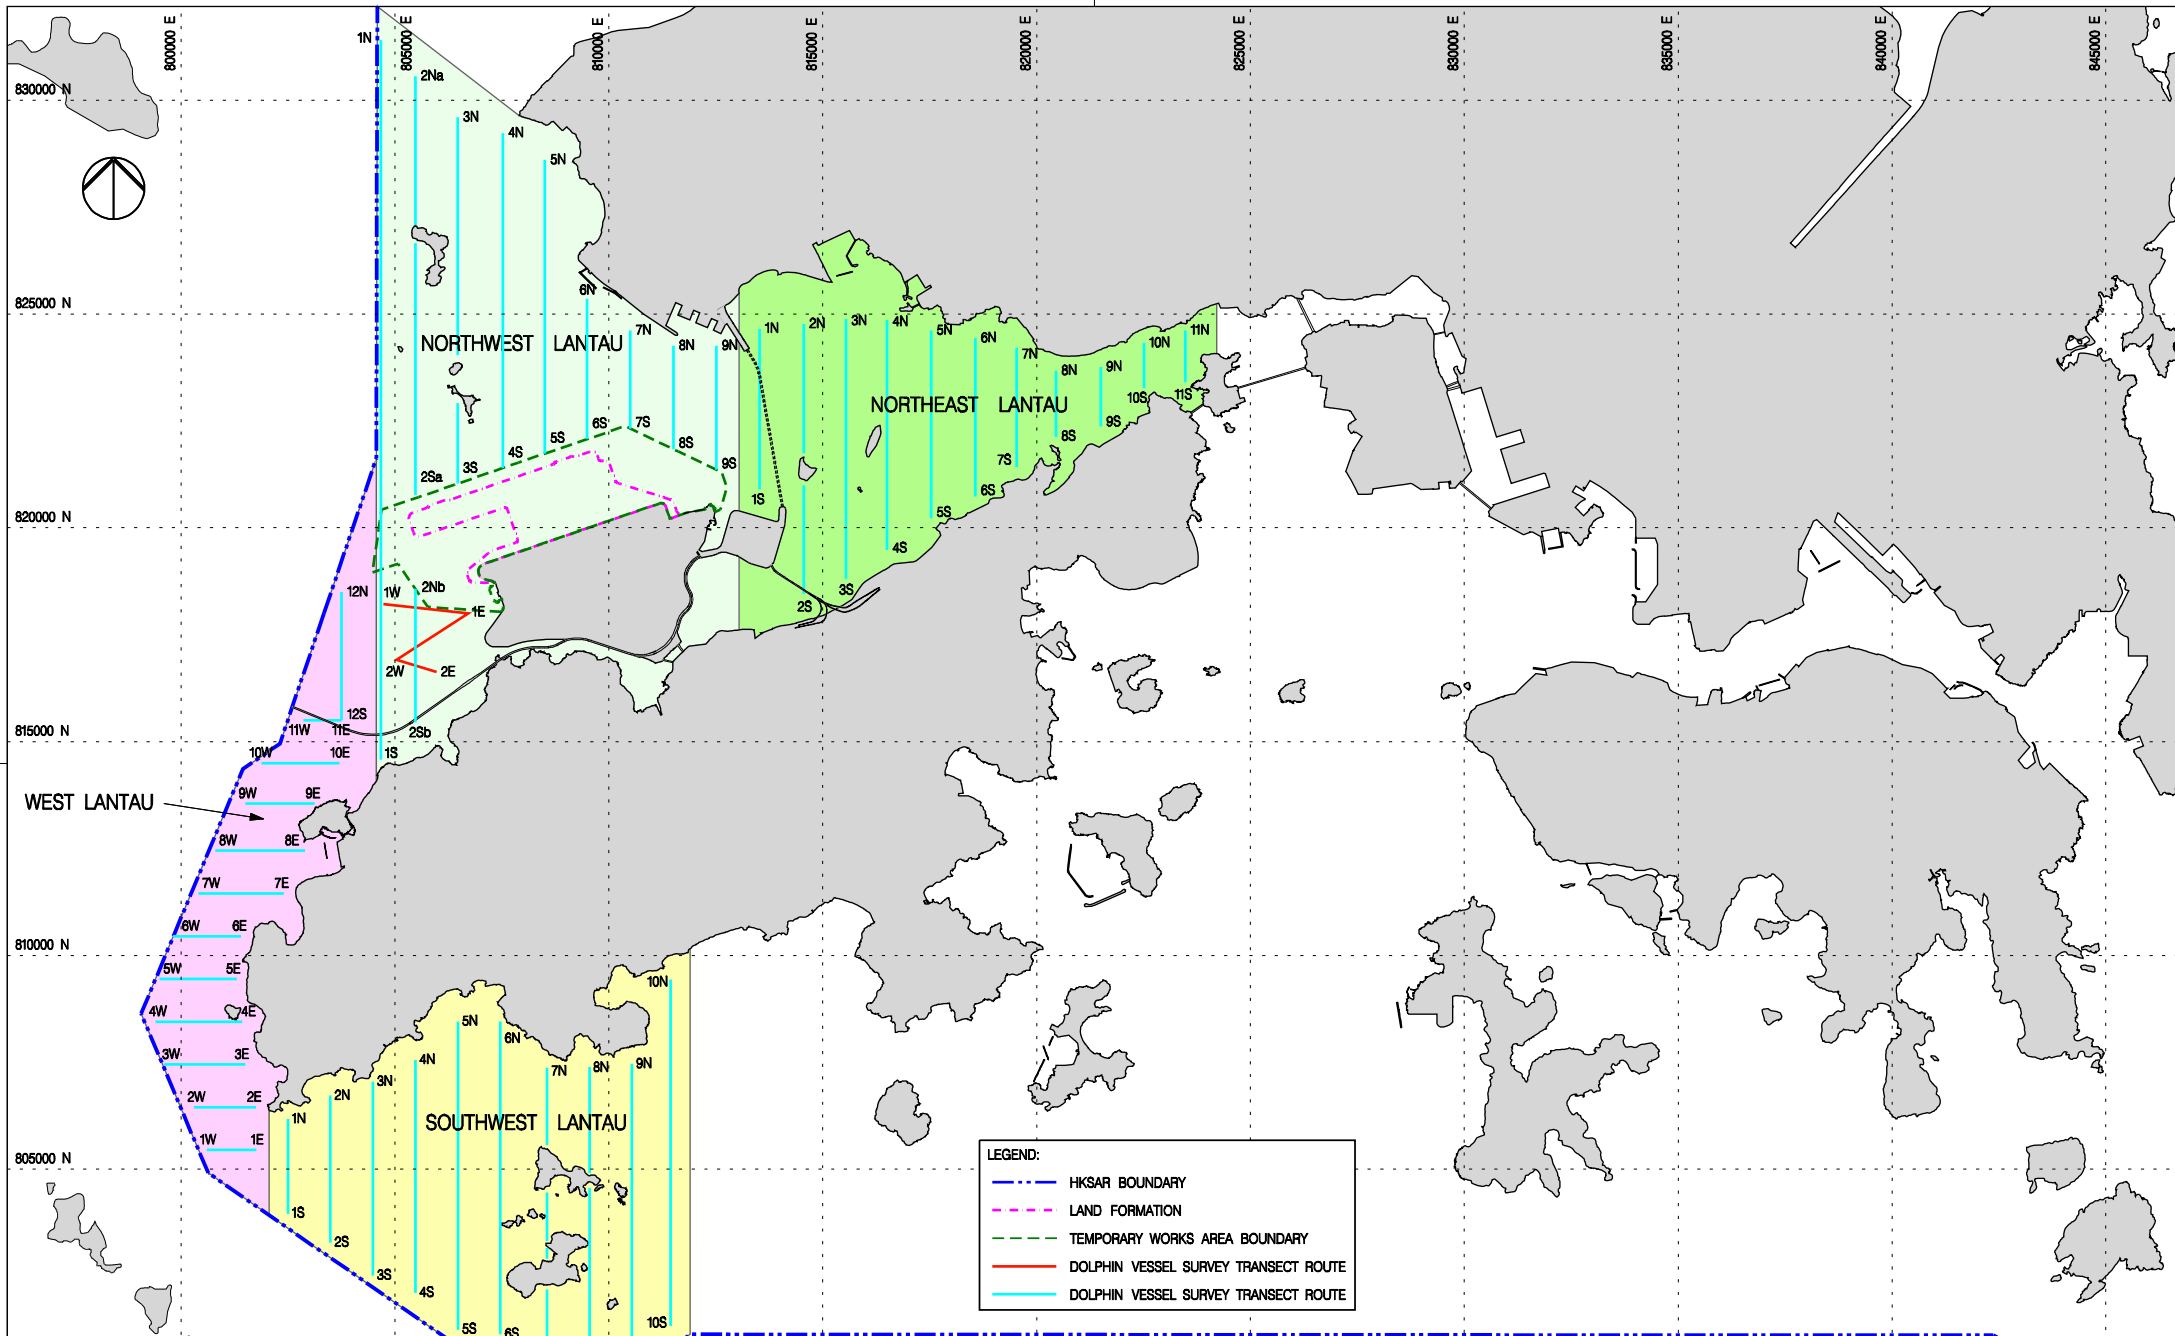 800000 E
805000 E
810000 E
815000 E
820000 E
825000 E
830000 E
835000 E
840000 E
845000 E
830000 N
825000 N
820000 N
815000 N
810000 N
805000 N
1N
2Na
3N
4N
5N
6N
7N
8N
9N
NORTHWEST LANTAU
2Sa
3S
4S
5S
6S
7S
8S
9S
1W
2Nb
1E
2W
2E
2Sb
1S
1N
2N
3N
4N
5N
6N
7N
8N
9N
10N
11N
NORTHEAST LANTAU
1S
2S
3S
4S
5S
6S
7S
8S
9S
10S
11S
12N
12S
11W 11E
10W 10E
WEST LANTAU
9W 9E
8W 8E
7W 7E
6W 6E
5W 5E
4W 4E
3W 3E
2W 2E
1W 1E
1N
2N
3N
4N
5N
6N
7N
8N
9N
10N
SOUTHWEST LANTAU
1S
2S
3S
4S
5S
6S
10S
LEGEND:
HKSAR BOUNDARY
LAND FORMATION
TEMPORARY WORKS AREA BOUNDARY
DOLPHIN VESSEL SURVEY TRANSECT ROUTE
DOLPHIN VESSEL SURVEY TRANSECT ROUTE